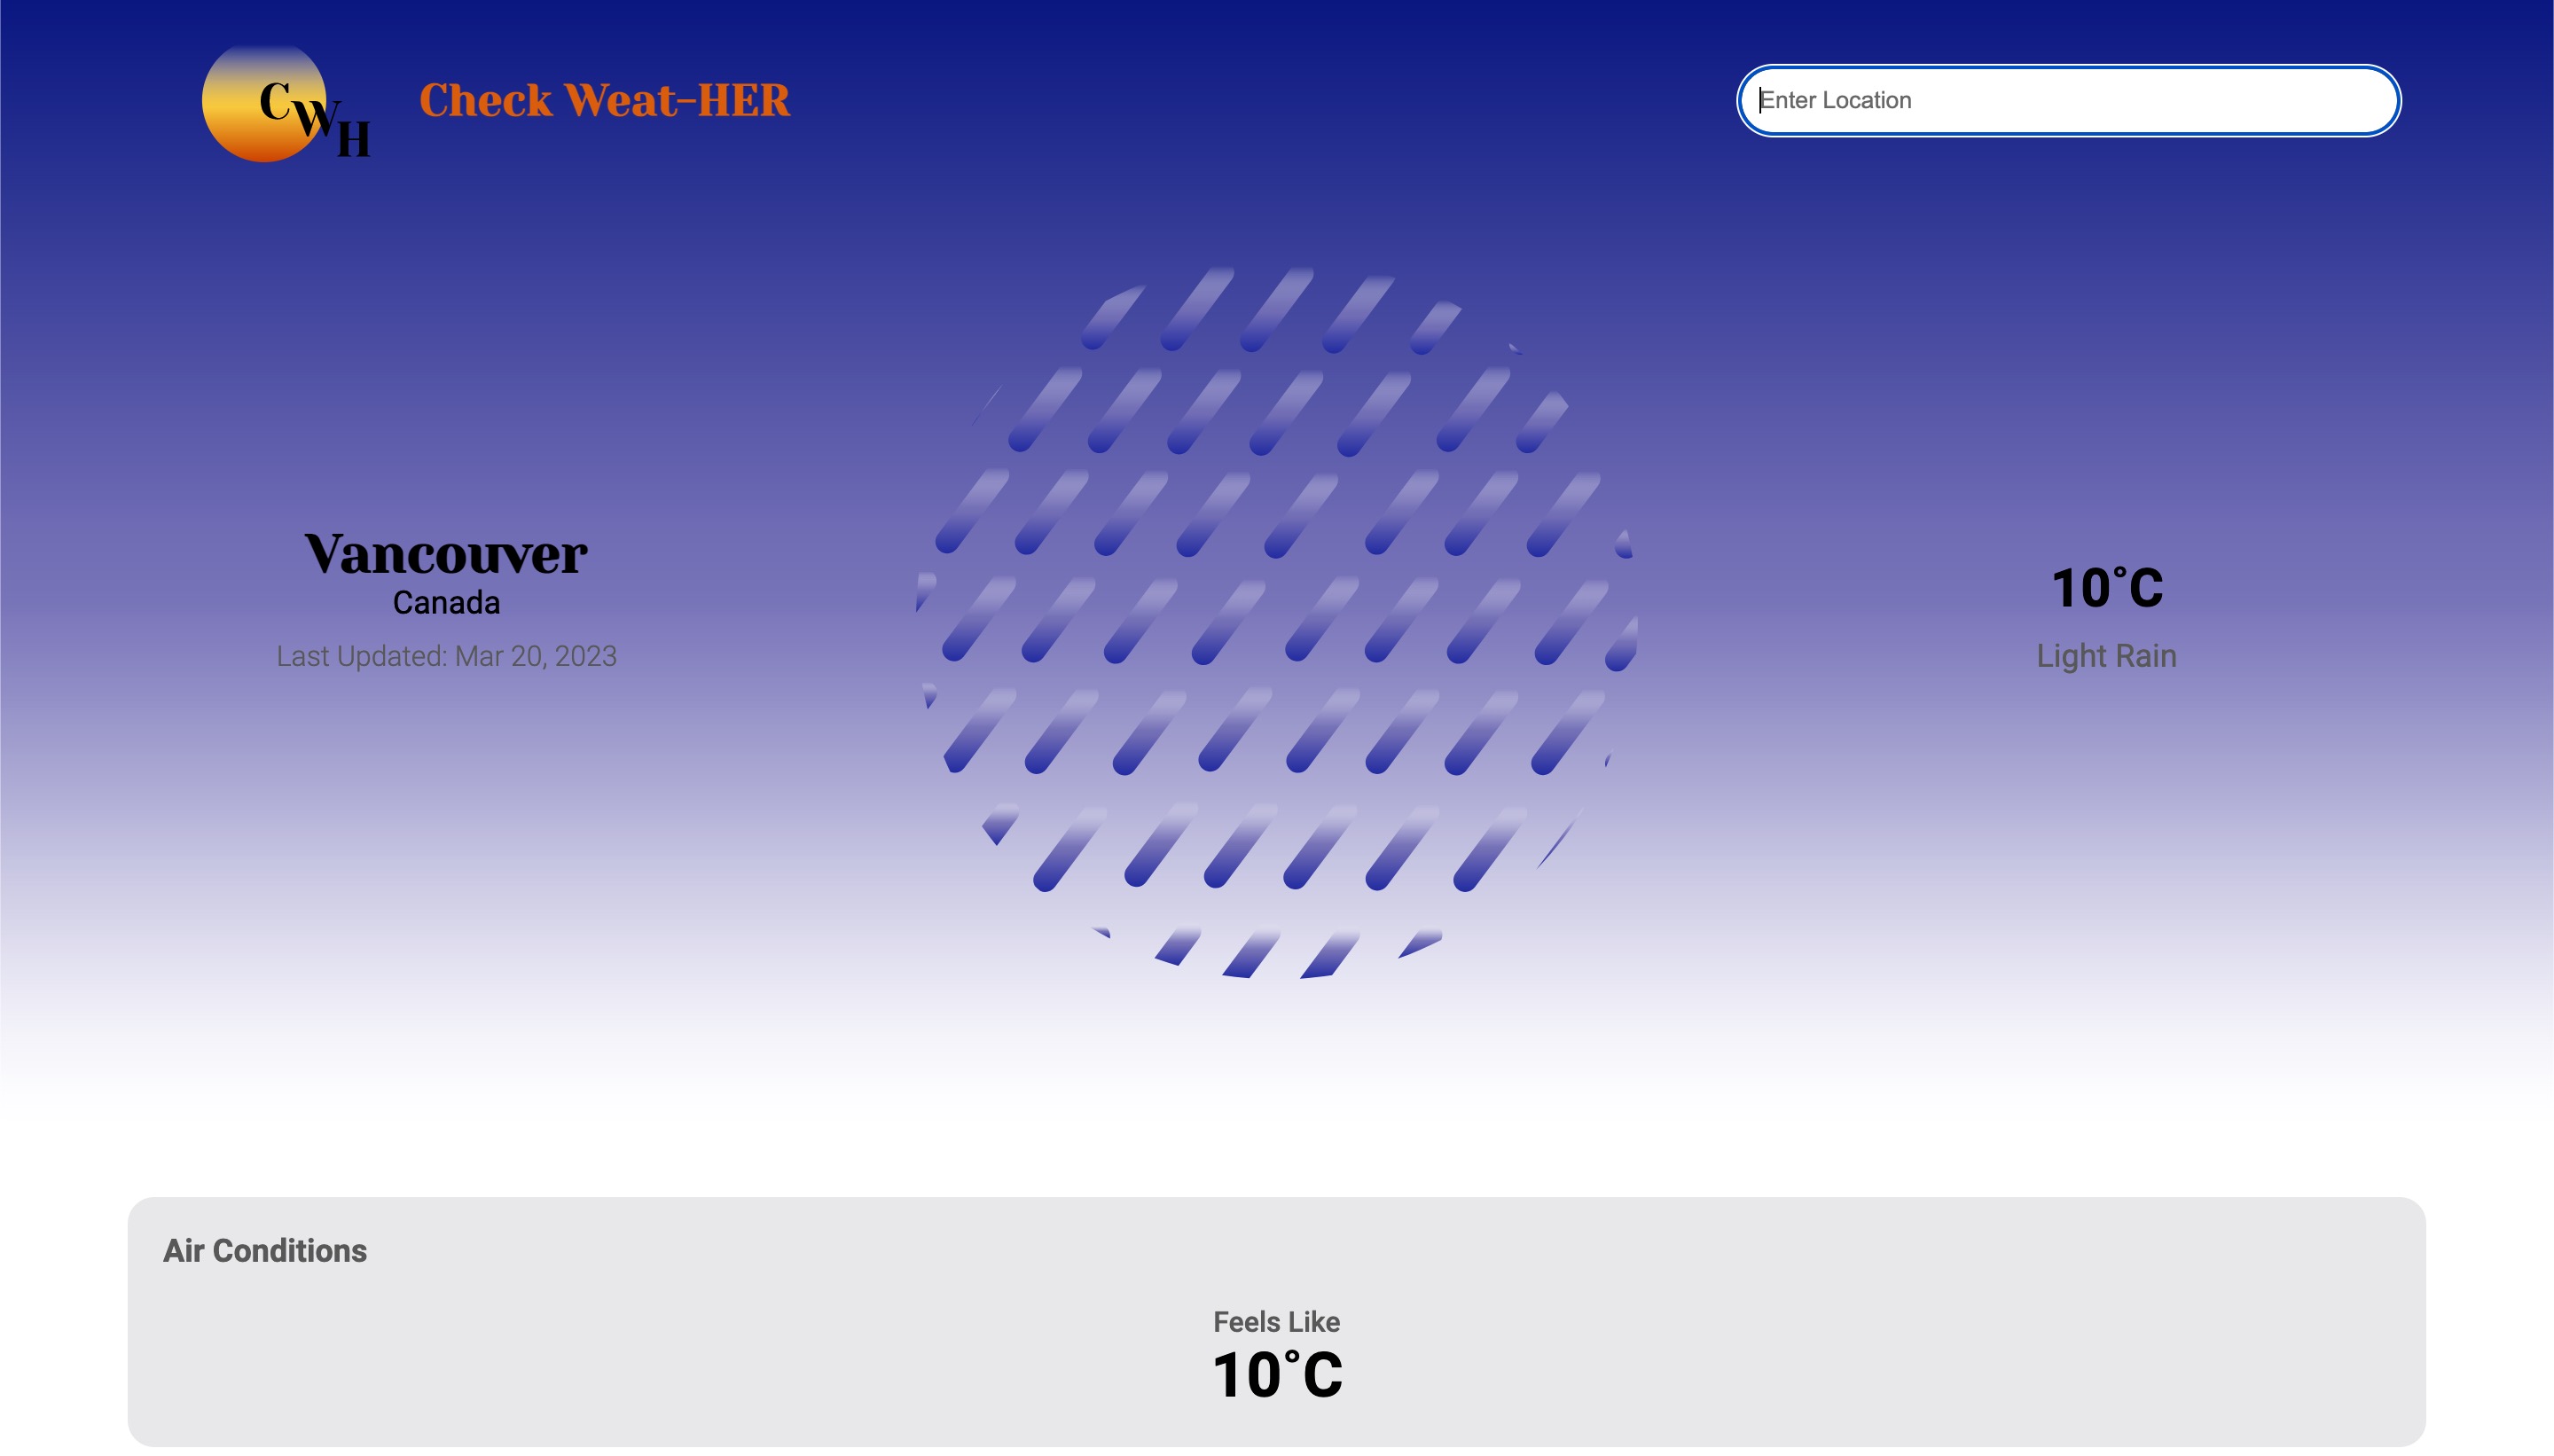 CWH
Check Weat-HER
Enter Location
Vancouver
Canada
Last Updated: Mar 20, 2023
10°C
Light Rain
Air Conditions
Feels Like
10°C